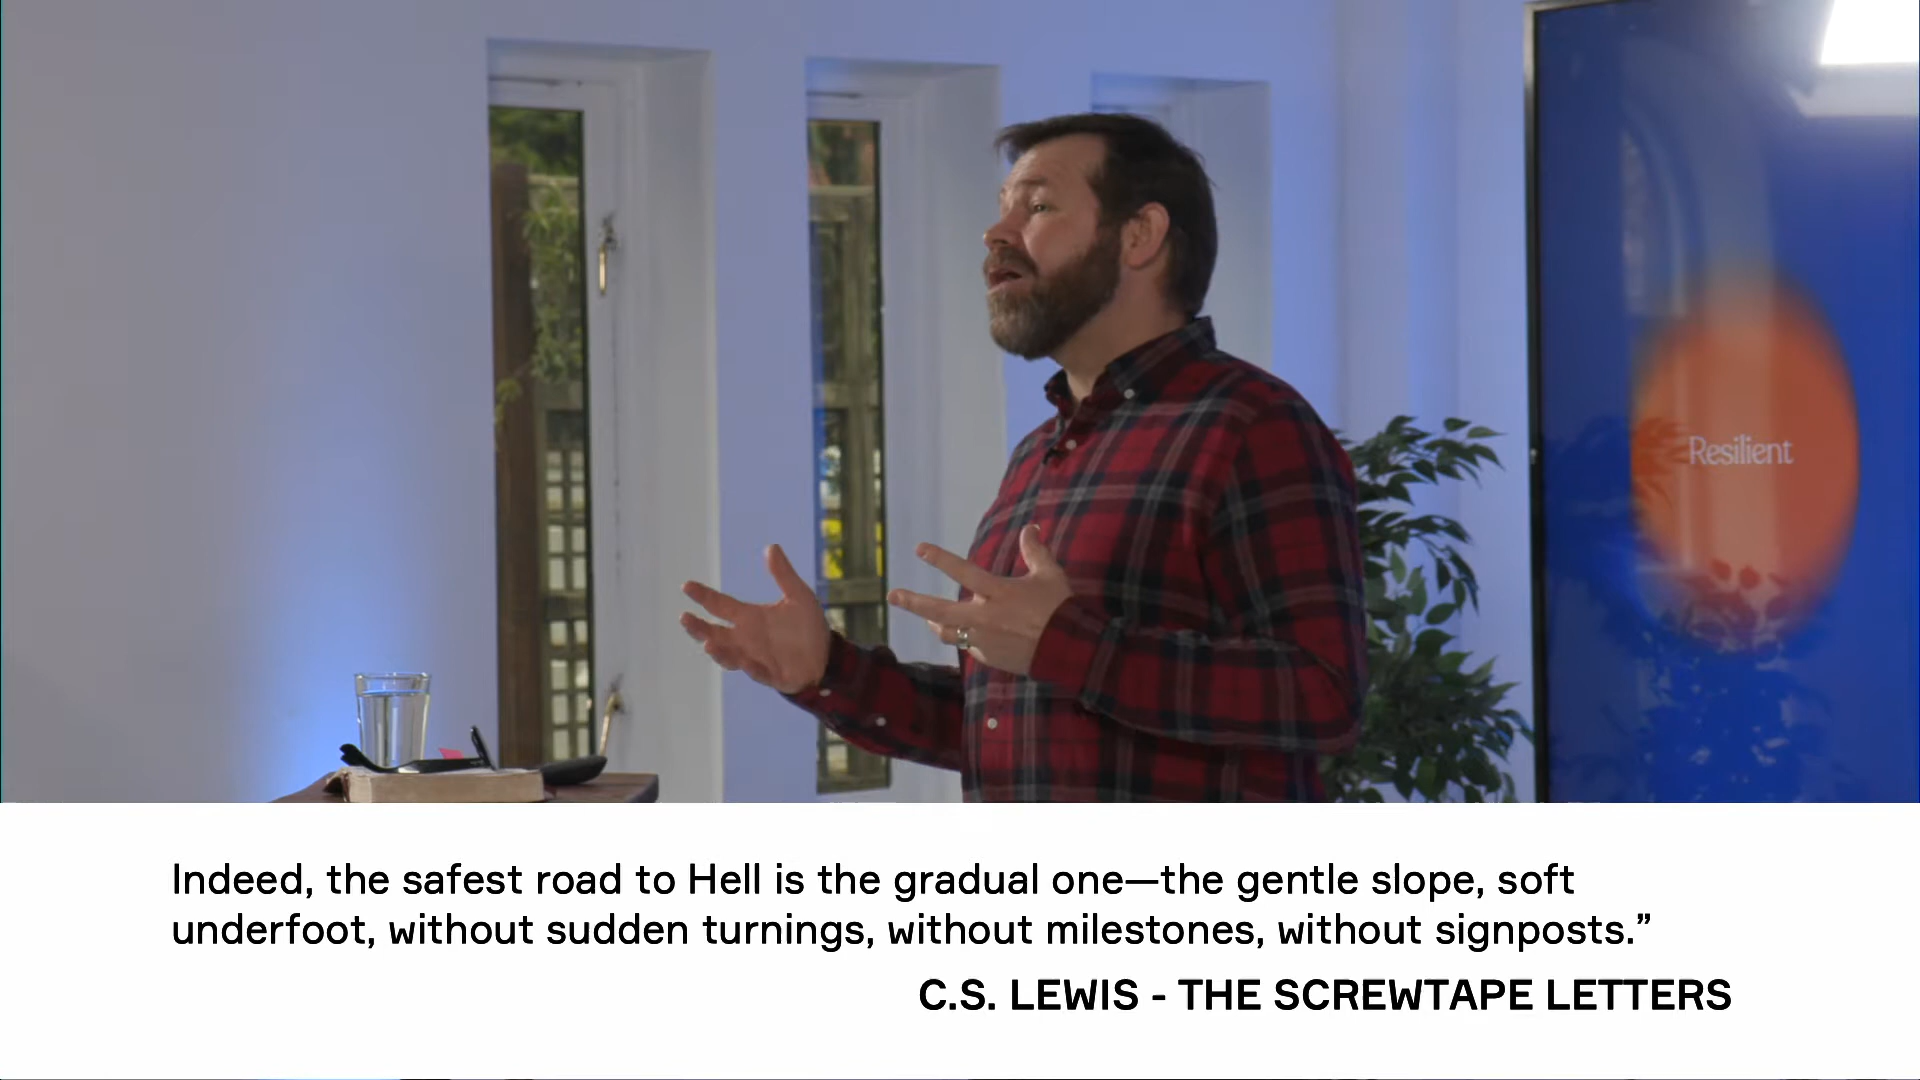 Resilient
Indeed, the safest road to Hell is the gradual one—the gentle slope, soft
underfoot, without sudden turnings, without milestones, without signposts.”
C.S. LEWIS - THE SCREWTAPE LETTERS